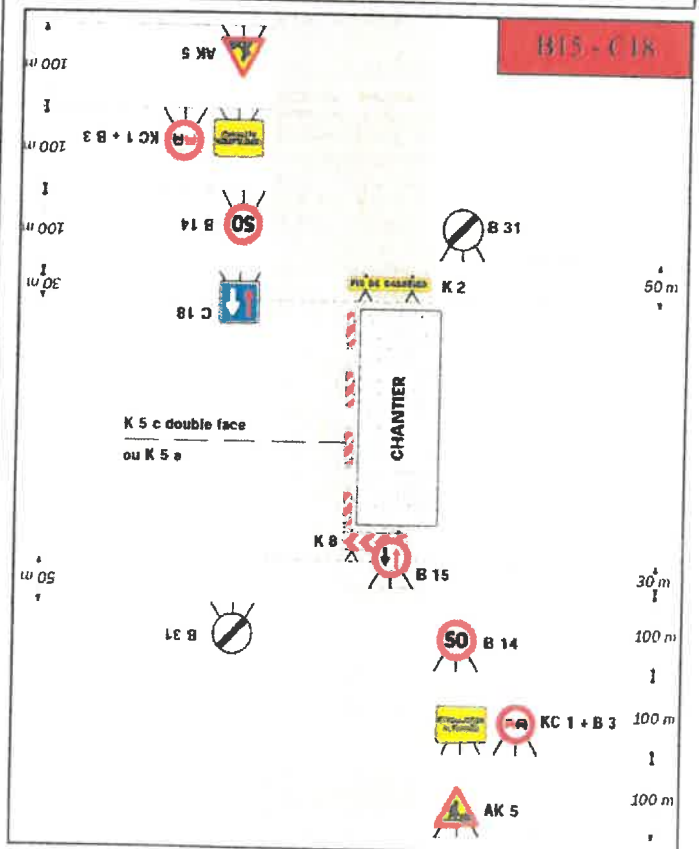 B15 - C18
100 m
AK 5
100 m
KC 1 + B 3
100 m
B 14
50
B 31
30 m
C 18
FIN DE CHANTIER
K 2
50 m
K 5 c double face
ou K 5 a
CHANTIER
K 8
B 15
50 m
30 m
B 31
50
B 14
100 m
KC 1 + B 3
100 m
AK 5
100 m